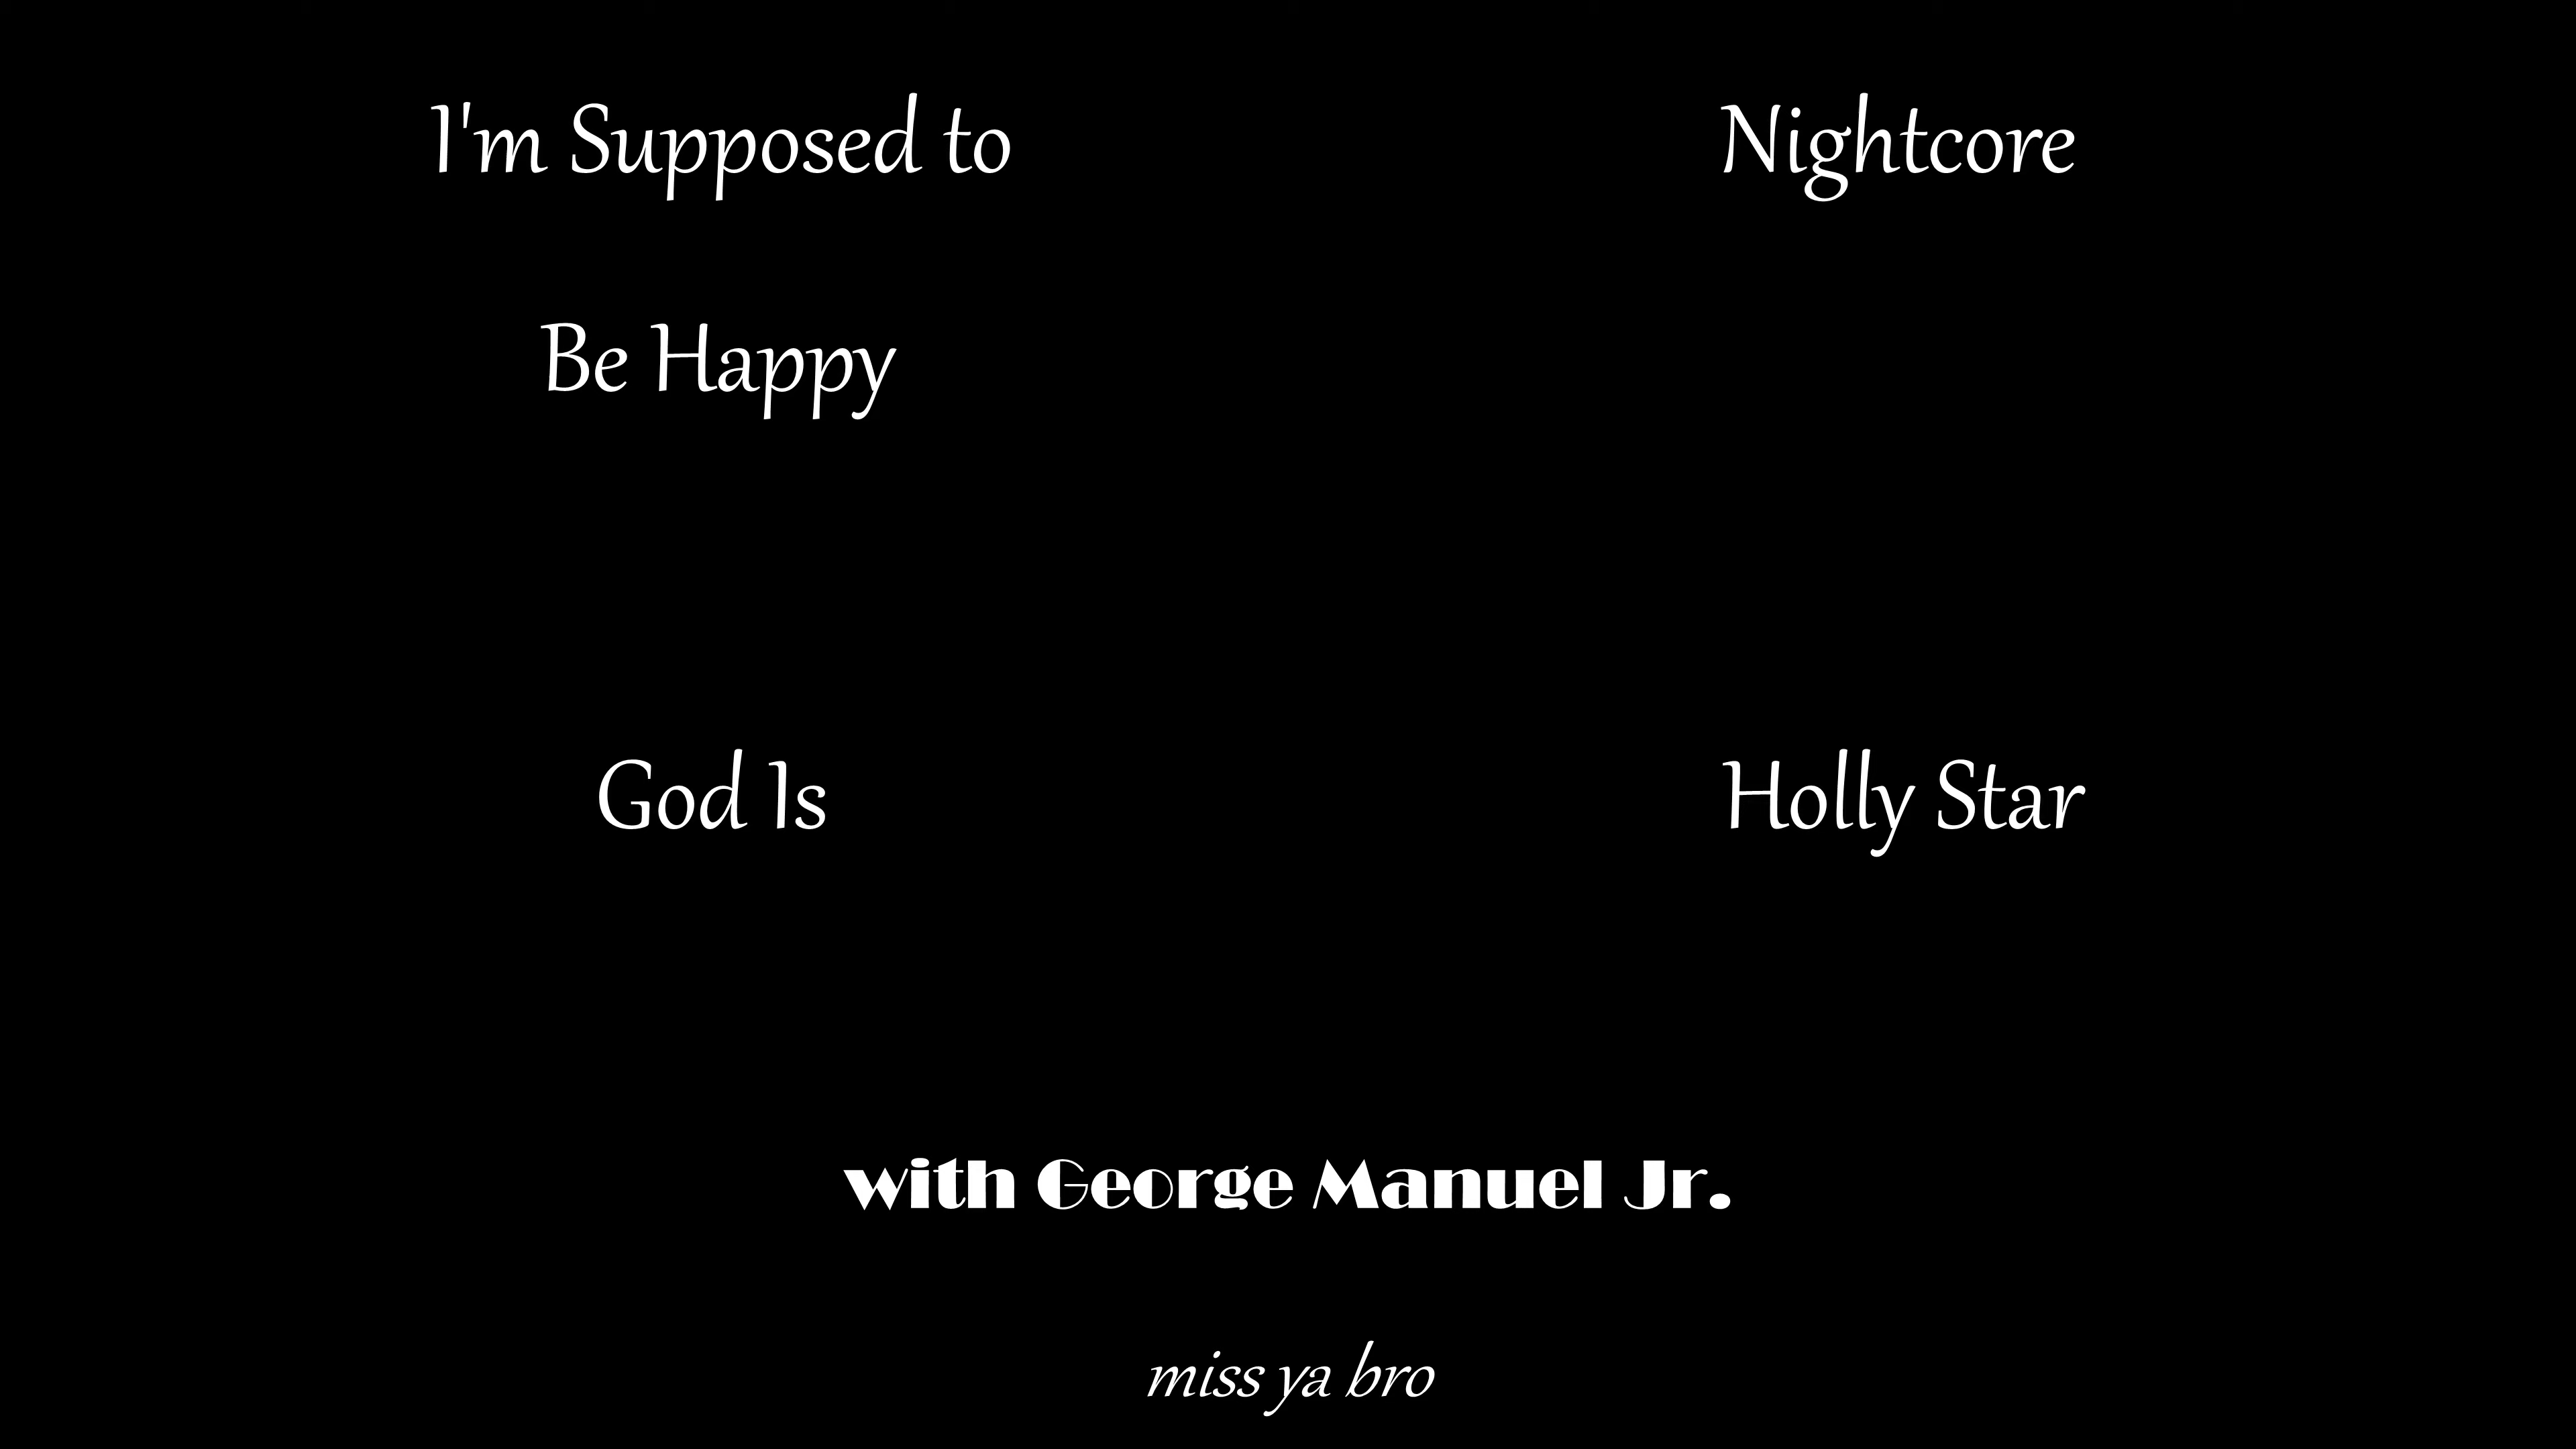 I'm Supposed to
Be Happy
Nightcore
God Is
Holly Star
with George Manuel Jr.
miss ya bro